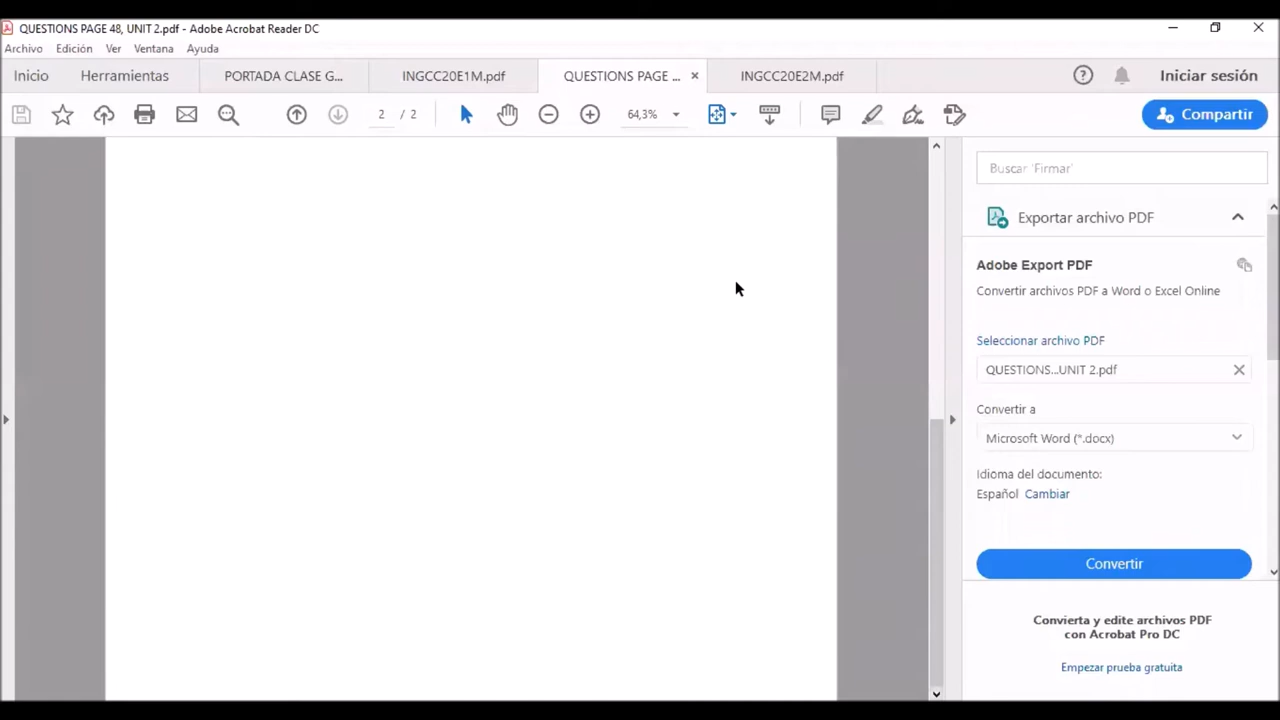 QUESTIONS PAGE 48, UNIT 2.pdf - Adobe Acrobat Reader DC
Archivo Edición Ver Ventana Ayuda
Inicio Herramientas PORTADA CLASE G... INGCC20E1M.pdf QUESTIONS PAGE ... × INGCC20E2M.pdf Iniciar sesión
2 / 2 64,3% Compartir
Buscar 'Firmar'
Exportar archivo PDF
Adobe Export PDF
Convertir archivos PDF a Word o Excel Online
Seleccionar archivo PDF
QUESTIONS...UNIT 2.pdf
Convertir a
Microsoft Word (*.docx)
Idioma del documento:
Español Cambiar
Convertir
Convierta y edite archivos PDF
con Acrobat Pro DC
Empezar prueba gratuita